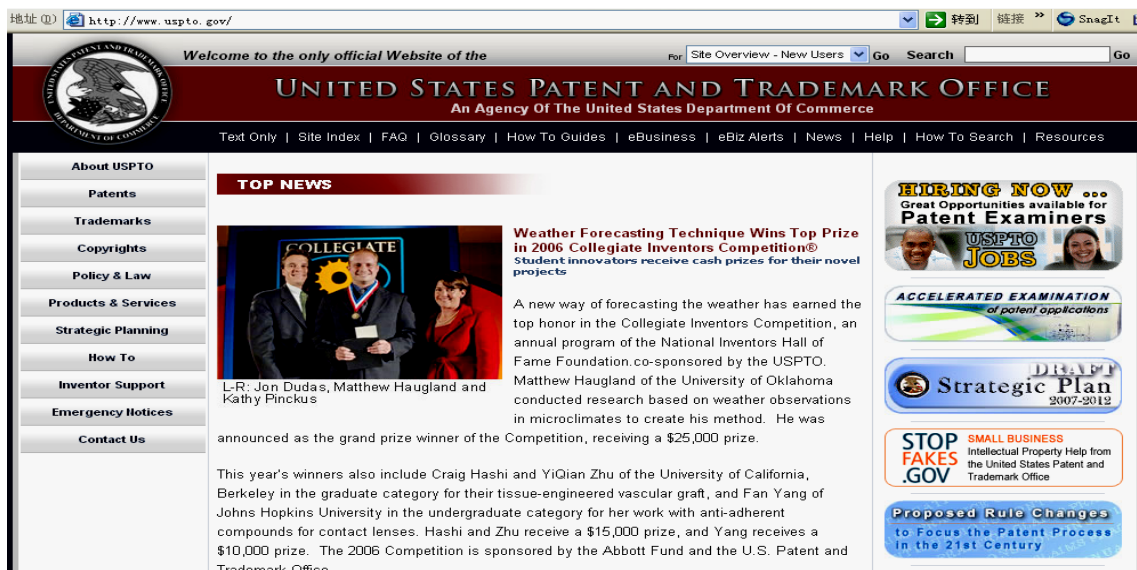 地址(D) http://www.uspto.gov/ 转到 链接 » SnagIt
Welcome to the only official Website of the For Site Overview - New Users Go Search Go
UNITED STATES PATENT AND TRADEMARK OFFICE
An Agency Of The United States Department Of Commerce
PATENT AND TRADEMARK OFFICE
DEPARTMENT OF COMMERCE
Text Only | Site Index | FAQ | Glossary | How To Guides | eBusiness | eBiz Alerts | News | Help | How To Search | Resources
About USPTO
Patents
Trademarks
Copyrights
Policy & Law
Products & Services
Strategic Planning
How To
Inventor Support
Emergency Notices
Contact Us
TOP NEWS
COLLEGIATE
L-R: Jon Dudas, Matthew Haugland and
Kathy Pinckus
Weather Forecasting Technique Wins Top Prize
in 2006 Collegiate Inventors Competition®
Student innovators receive cash prizes for their novel
projects
A new way of forecasting the weather has earned the
top honor in the Collegiate Inventors Competition, an
annual program of the National Inventors Hall of
Fame Foundation.co-sponsored by the USPTO.
Matthew Haugland of the University of Oklahoma
conducted research based on weather observations
in microclimates to create his method. He was
announced as the grand prize winner of the Competition, receiving a $25,000 prize.
This year's winners also include Craig Hashi and YiQian Zhu of the University of California,
Berkeley in the graduate category for their tissue-engineered vascular graft, and Fan Yang of
Johns Hopkins University in the undergraduate category for her work with anti-adherent
compounds for contact lenses. Hashi and Zhu receive a $15,000 prize, and Yang receives a
$10,000 prize. The 2006 Competition is sponsored by the Abbott Fund and the U.S. Patent and
Trademark Office
HIRING NOW ...
Great Opportunities available for
Patent Examiners
USPTO
JOBS
ACCELERATED EXAMINATION
of patent applications
DRAFT
Strategic Plan
2007-2012
STOP
FAKES
.GOV
SMALL BUSINESS
Intellectual Property Help from
the United States Patent and
Trademark Office
Proposed Rule Changes
to Focus the Patent Process
in the 21st Century